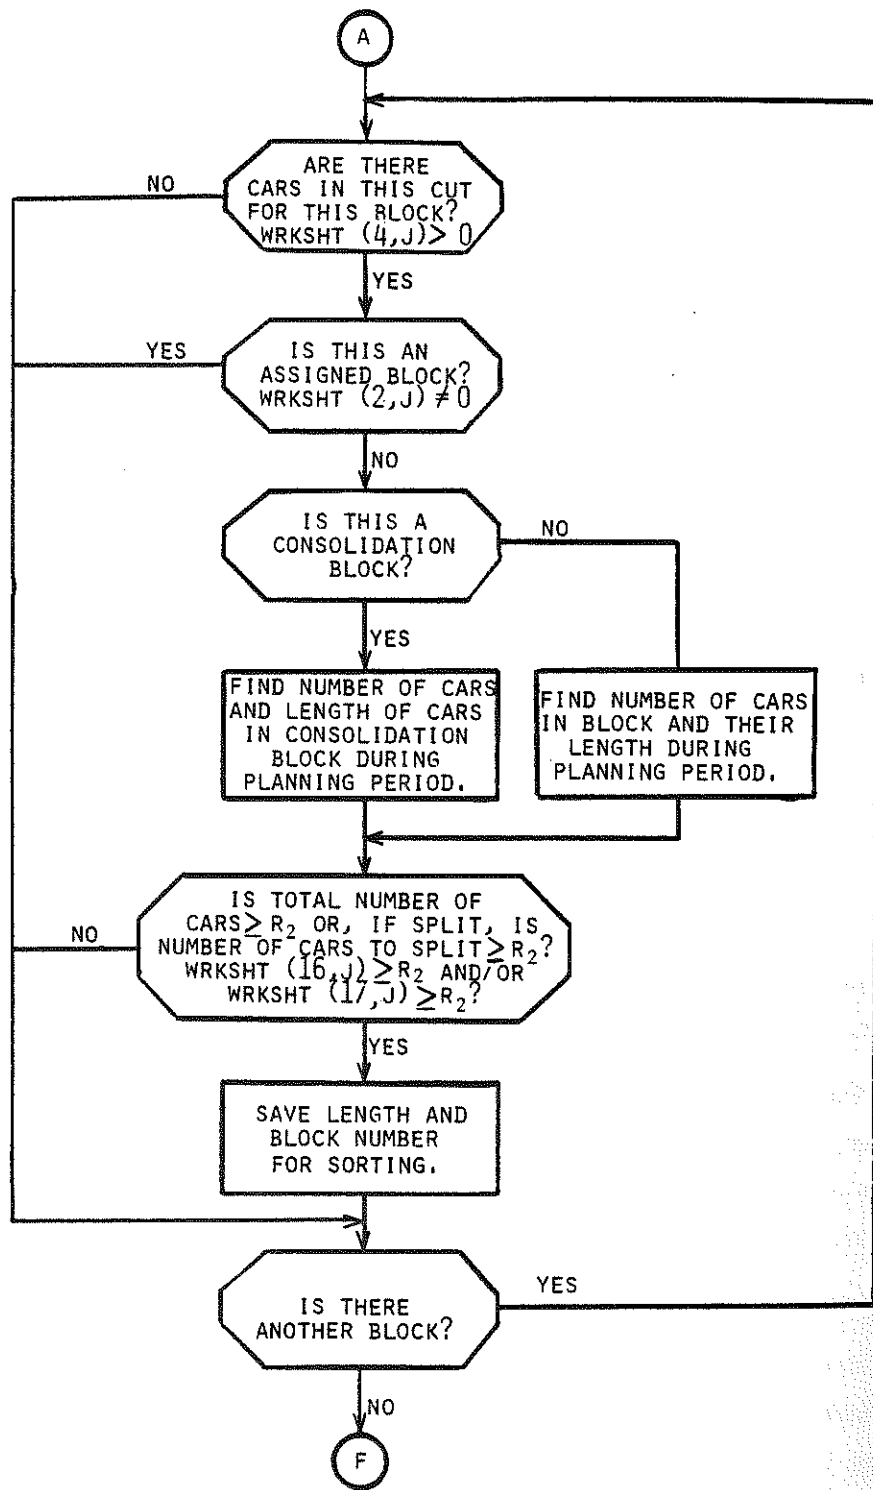 A
ARE THERE
CARS IN THIS CUT
FOR THIS BLOCK?
WRKSHT (4,J)> 0
NO
YES
IS THIS AN
ASSIGNED BLOCK?
WRKSHT (2,J) ≠ 0
YES
NO
IS THIS A
CONSOLIDATION
BLOCK?
NO
YES
FIND NUMBER OF CARS
AND LENGTH OF CARS
IN CONSOLIDATION
BLOCK DURING
PLANNING PERIOD.
FIND NUMBER OF CARS
IN BLOCK AND THEIR
LENGTH DURING
PLANNING PERIOD.
IS TOTAL NUMBER OF
CARS ≥ R₂ OR, IF SPLIT, IS
NUMBER OF CARS TO SPLIT ≥ R₂?
WRKSHT (16,J) ≥ R₂ AND/OR
WRKSHT (17,J) ≥ R₂?
NO
YES
SAVE LENGTH AND
BLOCK NUMBER
FOR SORTING.
IS THERE
ANOTHER BLOCK?
YES
NO
F